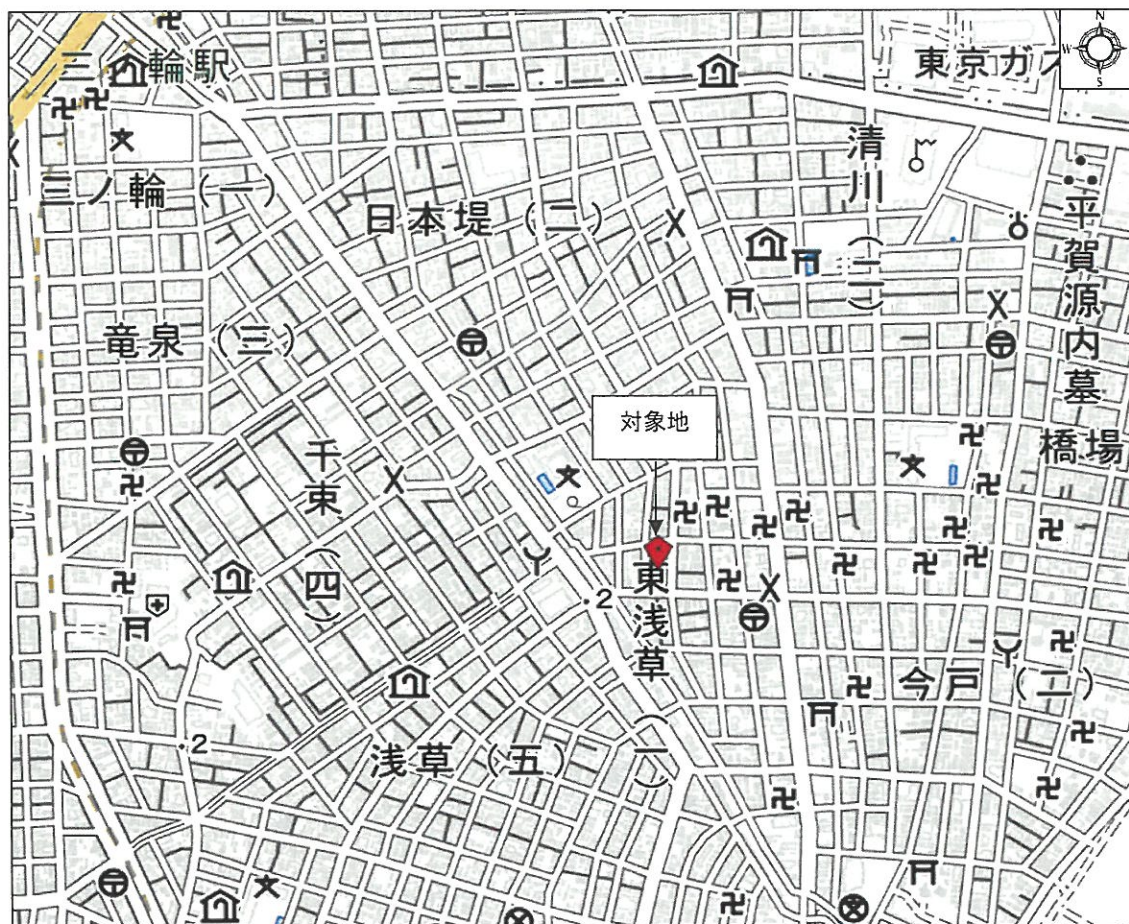 三ノ輪駅
東京ガス
N
W
S
三ノ輪（一）
日本堤（二）
清川（二）
平賀源内墓
竜泉（三）
対象地
千束（四）
橋場
2
東浅草（一）
今戸（二）
2
浅草（五）